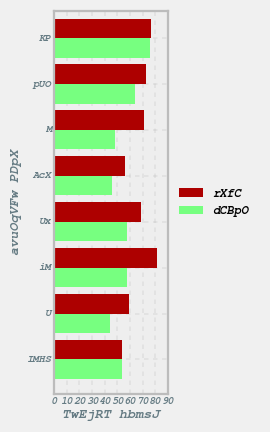 KP
pUO
M
AcX
Ux
iM
U
IMHS
avuOqVFw PDpX
0 10 20 30 40 50 60 70 80 90
TwEjRT hbmsJ
rXfC
dCBpO